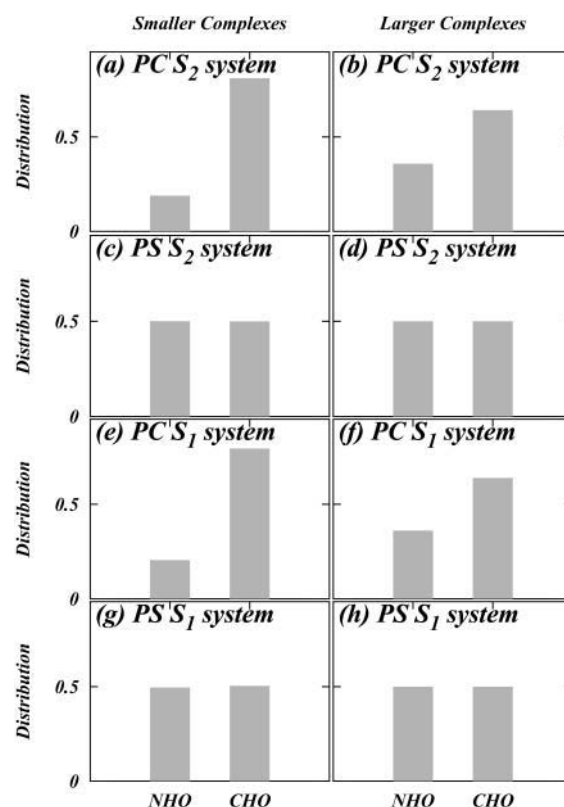 Smaller Complexes Larger Complexes
(a) PC S2 system (b) PC S2 system
Distribution
0.5
0
(c) PS S2 system (d) PS S2 system
Distribution
0.5
0
(e) PC S1 system (f) PC S1 system
Distribution
0.5
0
(g) PS S1 system (h) PS S1 system
Distribution
0.5
0
NHO CHO NHO CHO